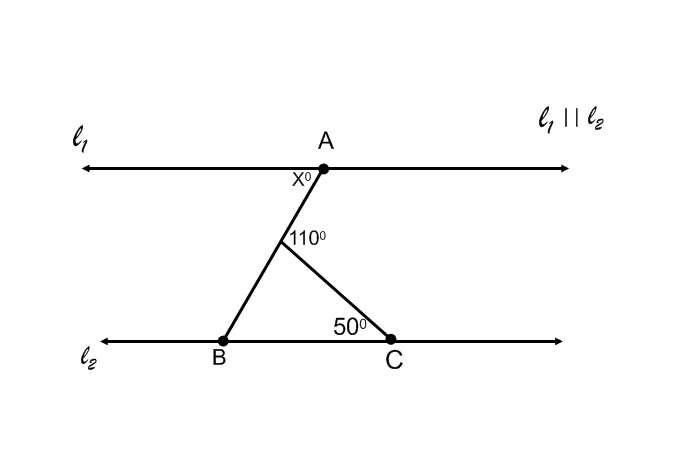 ℓ₁ || ℓ₂
ℓ₁
A
X⁰
110⁰
50⁰
ℓ₂
B
C